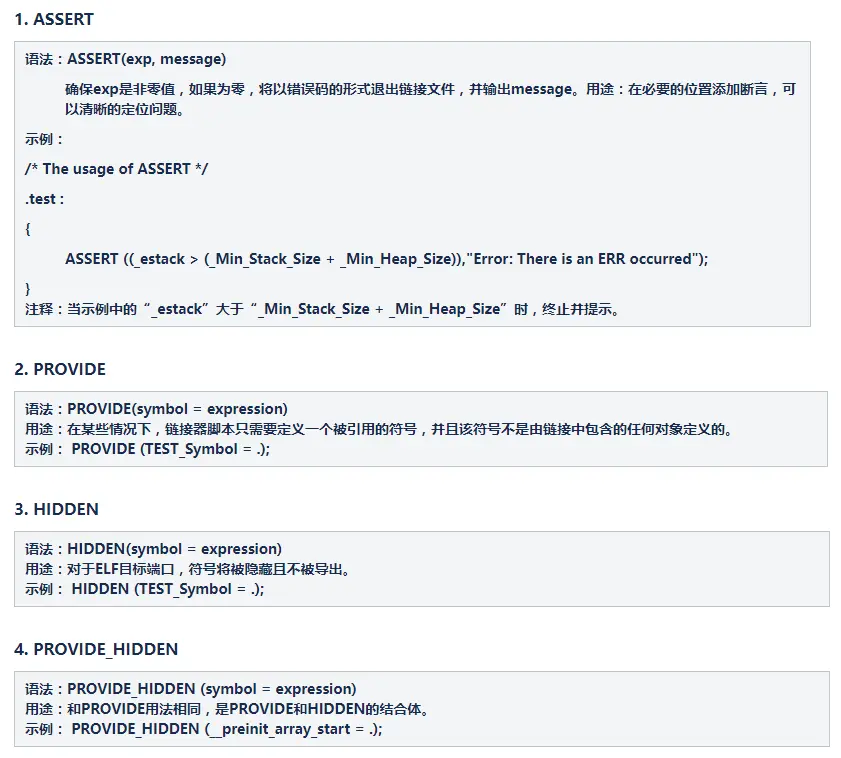 1. ASSERT
语法：ASSERT(exp, message)
确保exp是非零值，如果为零，将以错误码的形式退出链接文件，并输出message。用途：在必要的位置添加断言，可
以清晰的定位问题。
示例：
/* The usage of ASSERT */
.test :
{
ASSERT ((_estack > (_Min_Stack_Size + _Min_Heap_Size)),"Error: There is an ERR occurred");
}
注释：当示例中的“_estack”大于“_Min_Stack_Size + _Min_Heap_Size”时，终止并提示。
2. PROVIDE
语法：PROVIDE(symbol = expression)
用途：在某些情况下，链接器脚本只需要定义一个被引用的符号，并且该符号不是由链接中包含的任何对象定义的。
示例： PROVIDE (TEST_Symbol = .);
3. HIDDEN
语法：HIDDEN(symbol = expression)
用途：对于ELF目标端口，符号将被隐藏且不被导出。
示例： HIDDEN (TEST_Symbol = .);
4. PROVIDE_HIDDEN
语法：PROVIDE_HIDDEN (symbol = expression)
用途：和PROVIDE用法相同，是PROVIDE和HIDDEN的结合体。
示例： PROVIDE_HIDDEN (__preinit_array_start = .);